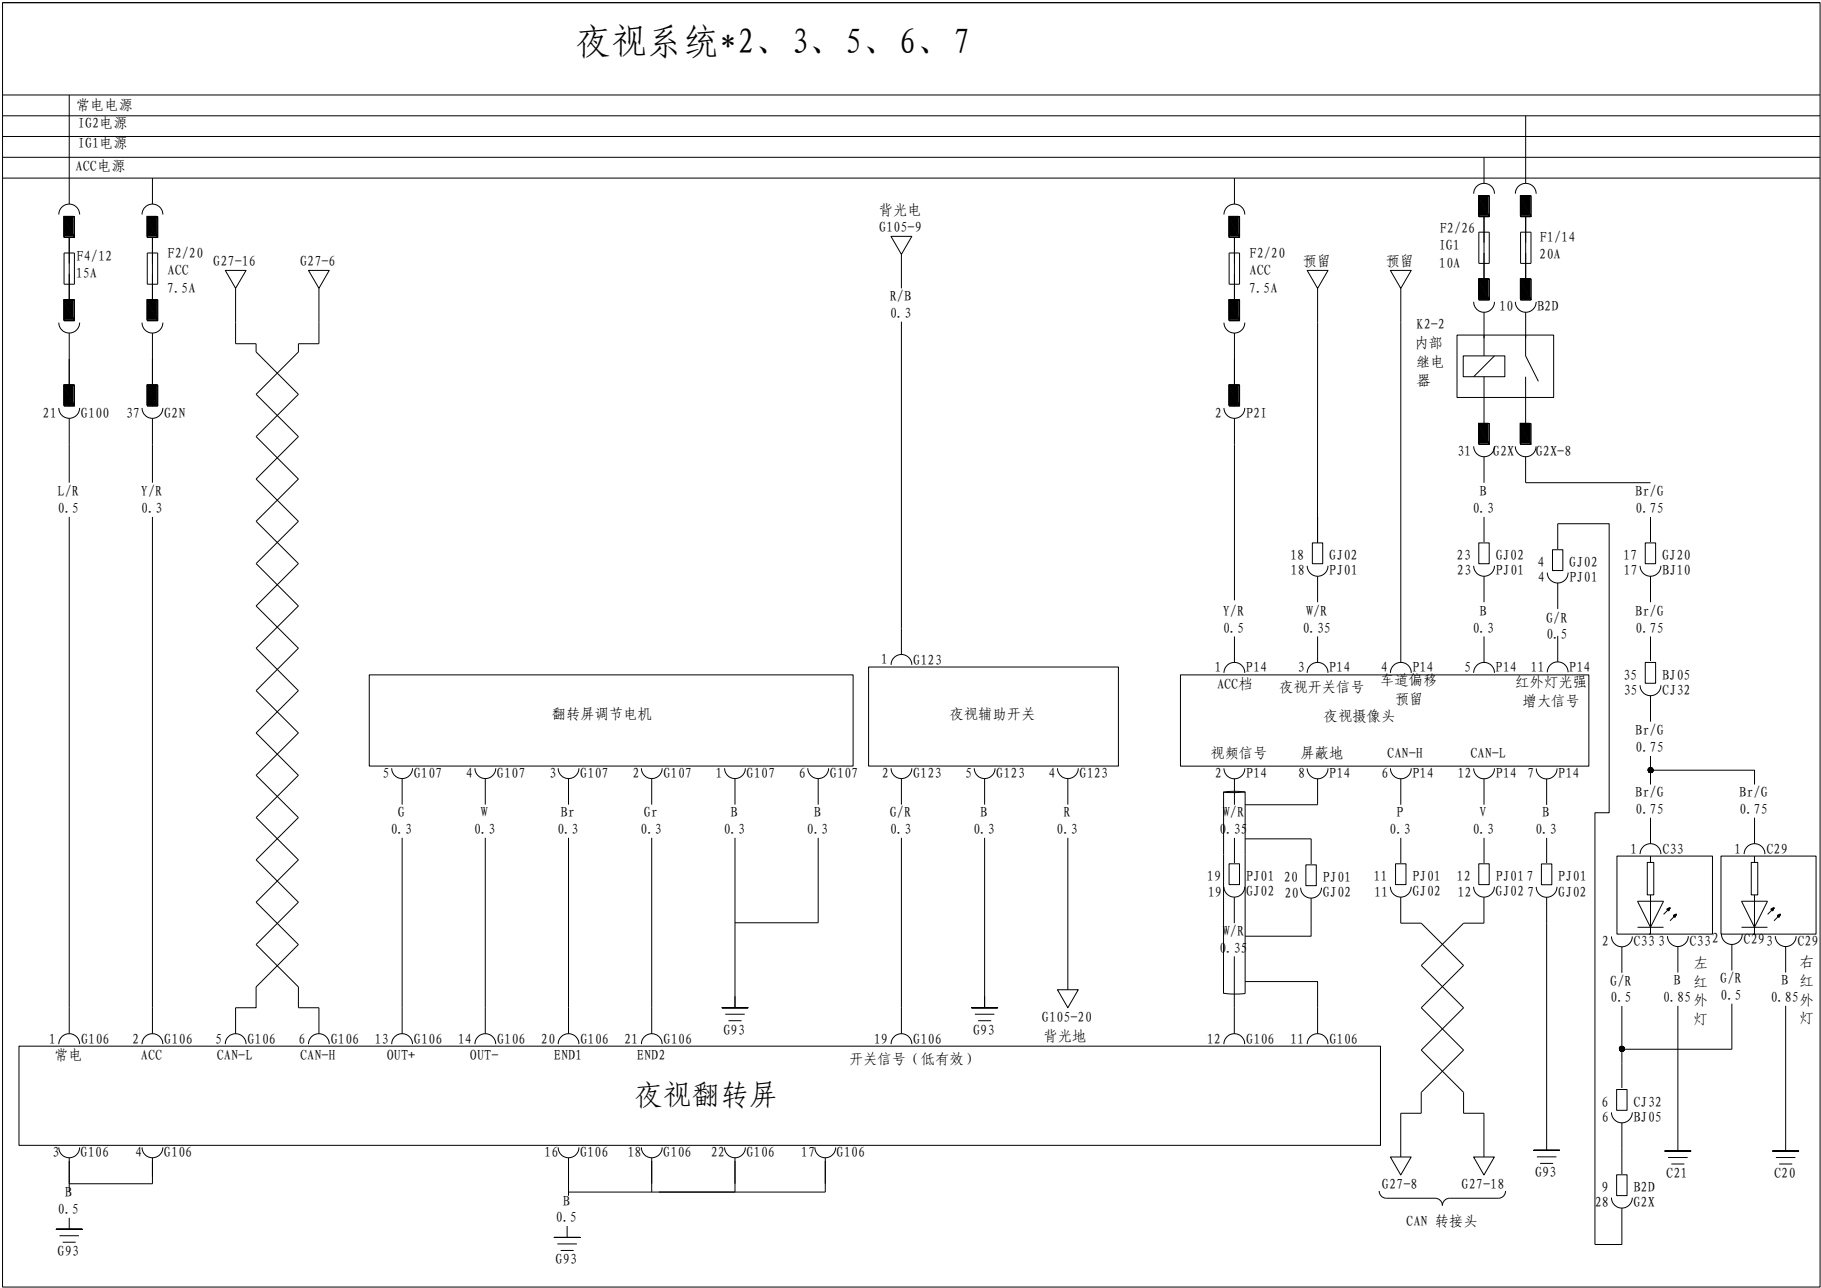 夜视系统*2、3、5、6、7
常电电源
IG2电源
IG1电源
ACC电源
F4/12
15A
F2/20
ACC
7.5A
G27-16
G27-6
背光电
G105-9
R/B
0.3
F2/20
ACC
7.5A
预留
预留
F2/26
IG1
10A
F1/14
20A
10 B2D
K2-2
内部
继电
器
21 G100
37 G2N
2 P2I
31 G2X
G2X-8
L/R
0.5
Y/R
0.3
B
0.3
Br/G
0.75
18 GJ02
18 PJ01
23 GJ02
23 PJ01
4 GJ02
4 PJ01
17 GJ20
17 BJ10
Y/R
0.5
W/R
0.35
B
0.3
G/R
0.5
Br/G
0.75
1 G123
1 P14
3 P14
4 P14
5 P14
11 P14
35 BJ05
35 CJ32
ACC档
夜视开关信号
车道偏移
预留
红外灯光强
增大信号
翻转屏调节电机
夜视辅助开关
夜视摄像头
Br/G
0.75
视频信号
屏蔽地
CAN-H
CAN-L
5 G107
4 G107
3 G107
2 G107
1 G107
6 G107
2 G123
5 G123
4 G123
2 P14
8 P14
6 P14
12 P14
7 P14
G
0.3
W
0.3
Br
0.3
Gr
0.3
B
0.3
B
0.3
G/R
0.3
B
0.3
R
0.3
W/R
0.35
P
0.3
V
0.3
B
0.3
Br/G
0.75
Br/G
0.75
1 C33
1 C29
19 PJ01
19 GJ02
20 PJ01
20 GJ02
11 PJ01
11 GJ02
12 PJ01
12 GJ02
7 PJ01
7 GJ02
W/R
0.35
2 C33
3 C33
2 C29
3 C29
G/R
0.5
B
0.85
左
红
外
灯
G/R
0.5
B
0.85
右
红
外
灯
G93
G93
G105-20
背光地
1 G106
2 G106
5 G106
6 G106
13 G106
14 G106
20 G106
21 G106
19 G106
12 G106
11 G106
常电
ACC
CAN-L
CAN-H
OUT+
OUT-
END1
END2
开关信号（低有效）
夜视翻转屏
6 CJ32
6 BJ05
3 G106
4 G106
16 G106
18 G106
22 G106
17 G106
B
0.5
G93
B
0.5
G93
G27-8
G27-18
CAN 转接头
G93
C21
C20
9 B2D
28 G2X